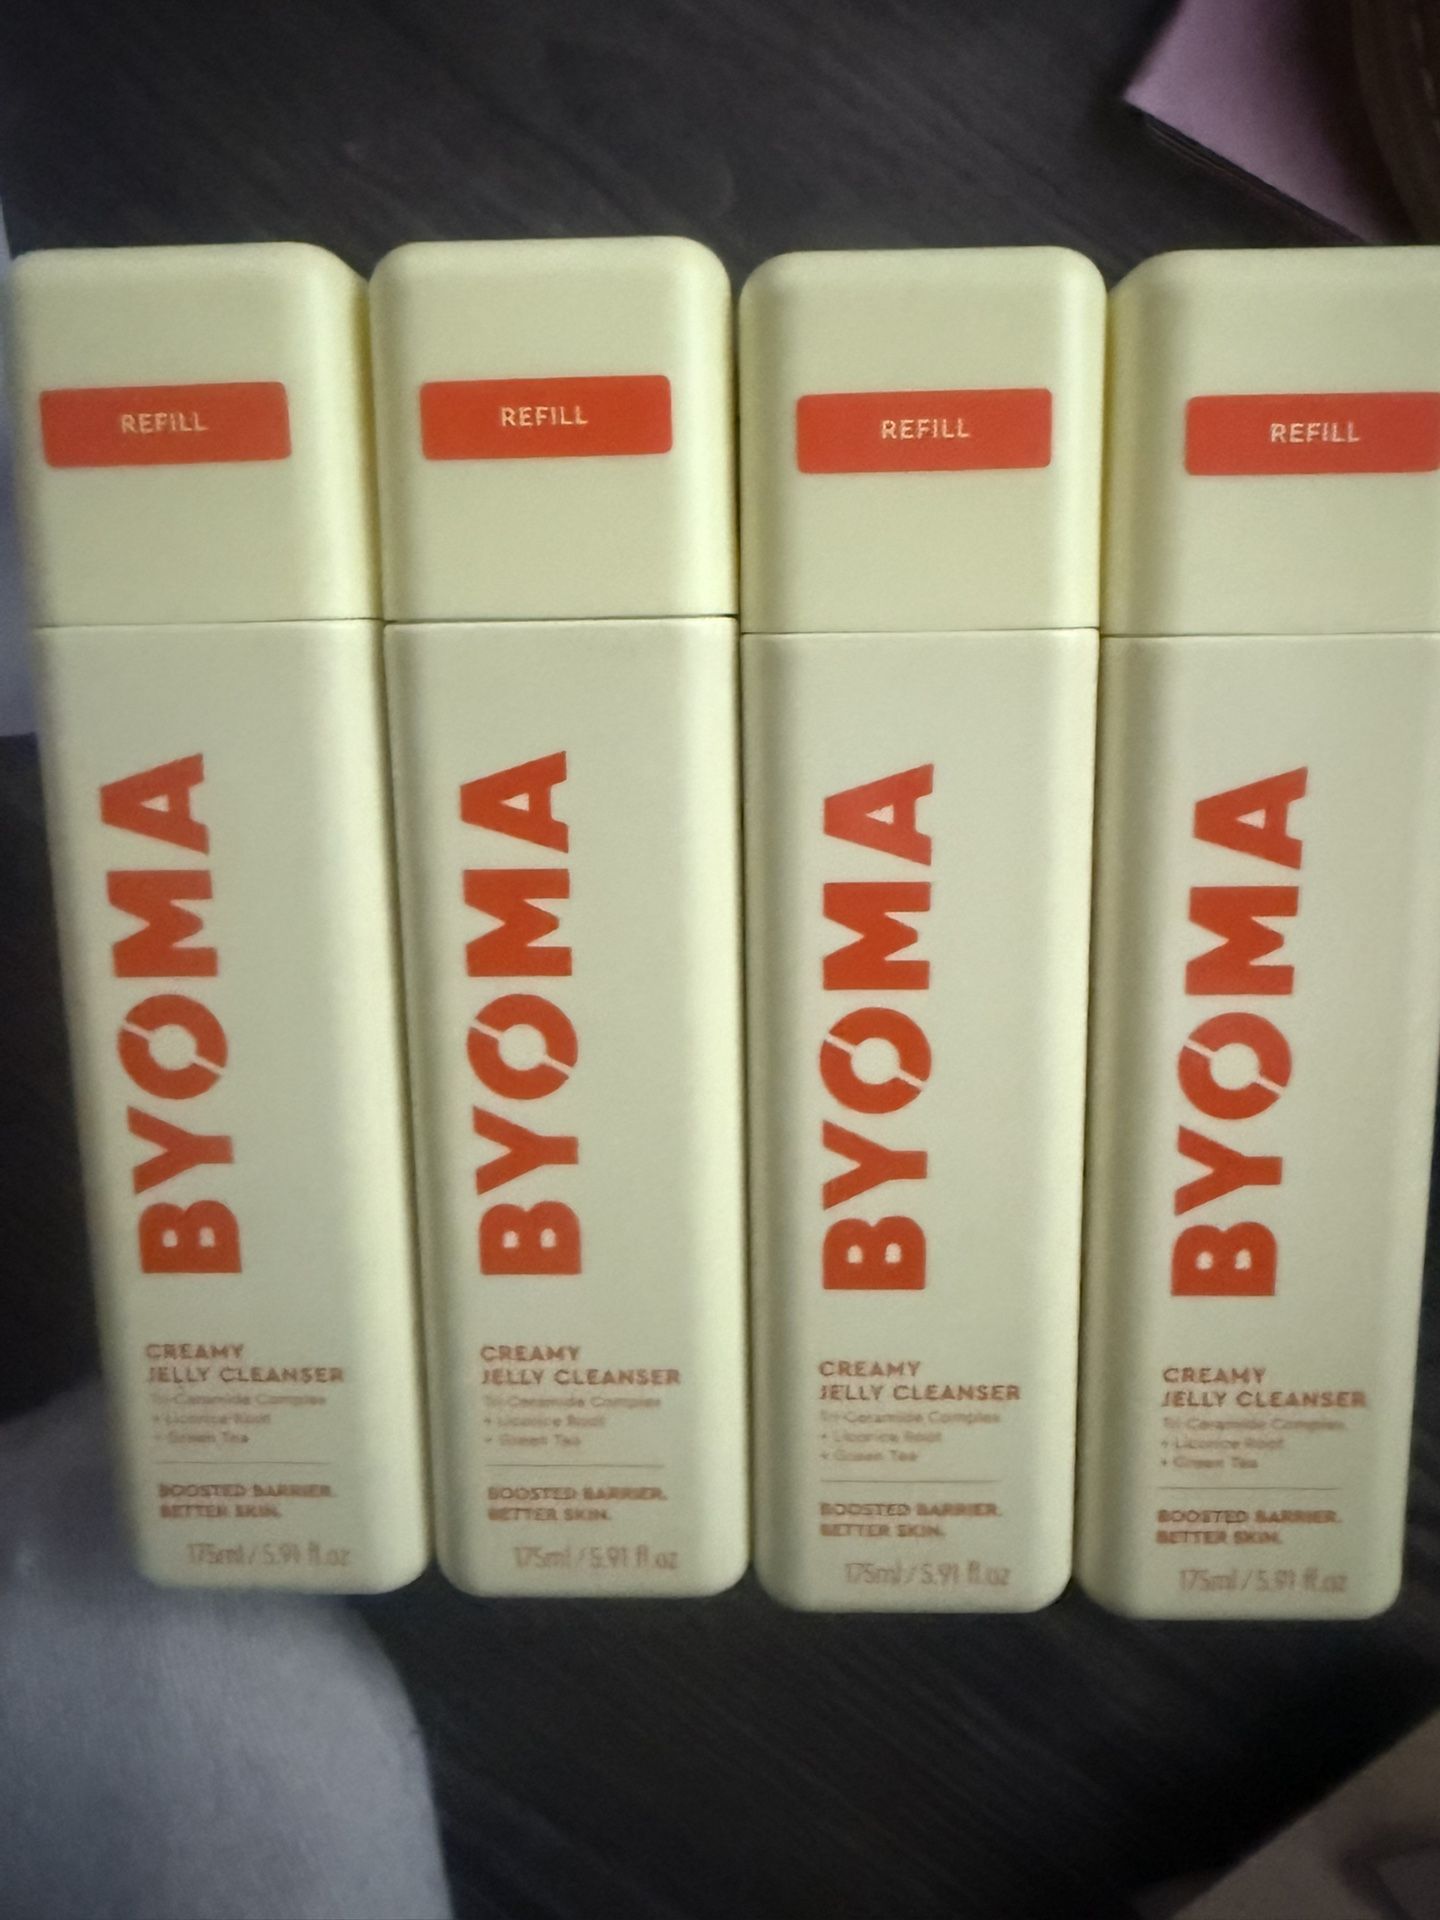 REFILL
BYOMA
CREAMY
JELLY CLEANSER
Tri-Ceramide Complex
+ Licorice Root
+ Green Tea
BOOSTED BARRIER.
BETTER SKIN.
175ml / 5.91 fl.oz
REFILL
BYOMA
CREAMY
JELLY CLEANSER
Tri-Ceramide Complex
+ Licorice Root
+ Green Tea
BOOSTED BARRIER.
BETTER SKIN.
175ml / 5.91 fl.oz
REFILL
BYOMA
CREAMY
JELLY CLEANSER
Tri-Ceramide Complex
+ Licorice Root
+ Green Tea
BOOSTED BARRIER.
BETTER SKIN.
175ml / 5.91 fl.oz
REFILL
BYOMA
CREAMY
JELLY CLEANSER
Tri-Ceramide Complex
+ Licorice Root
+ Green Tea
BOOSTED BARRIER.
BETTER SKIN.
175ml / 5.91 fl.oz